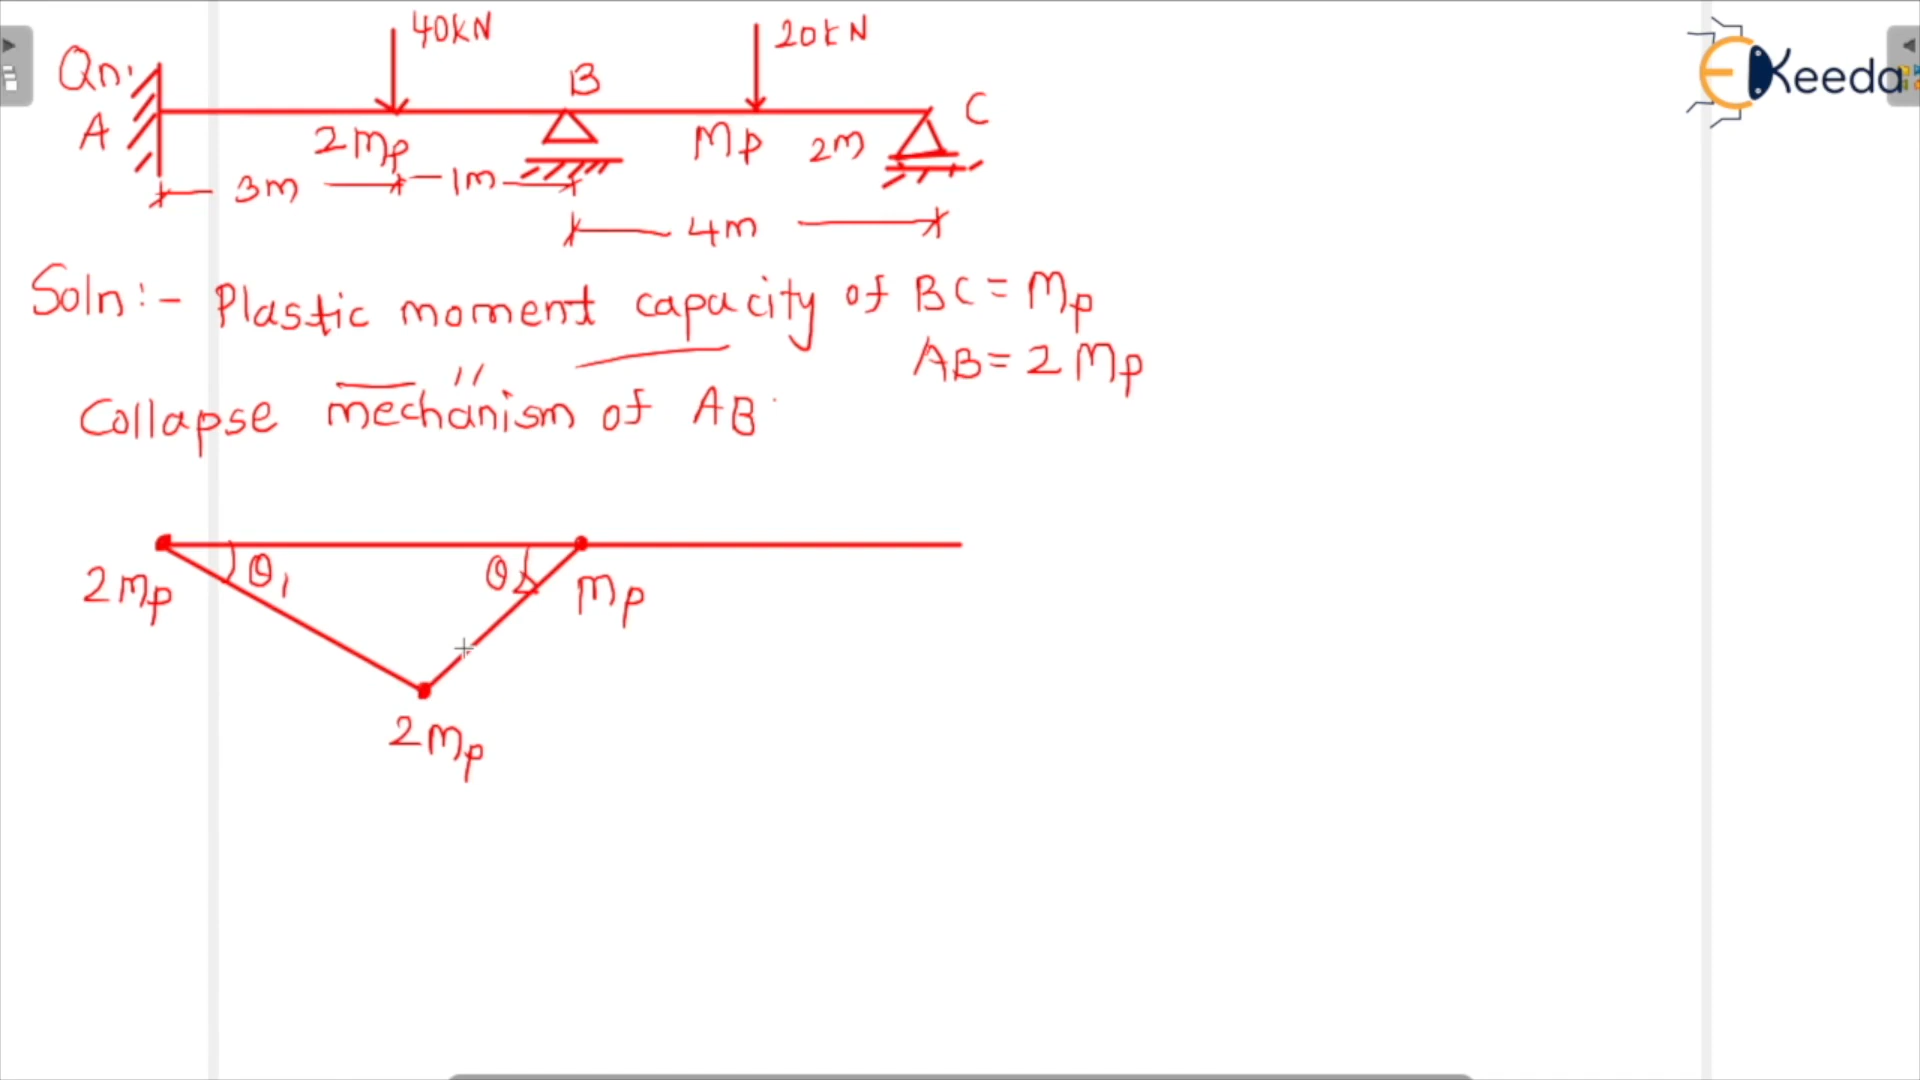 40kN
20kN
Qn.
B
EKeeda
A
C
2Mp
Mp
2m
3m
1m
4m
Soln:- Plastic moment capacity of BC = Mp
〃 AB = 2Mp
Collapse mechanism of AB
θ1
θ2
2Mp
Mp
2Mp